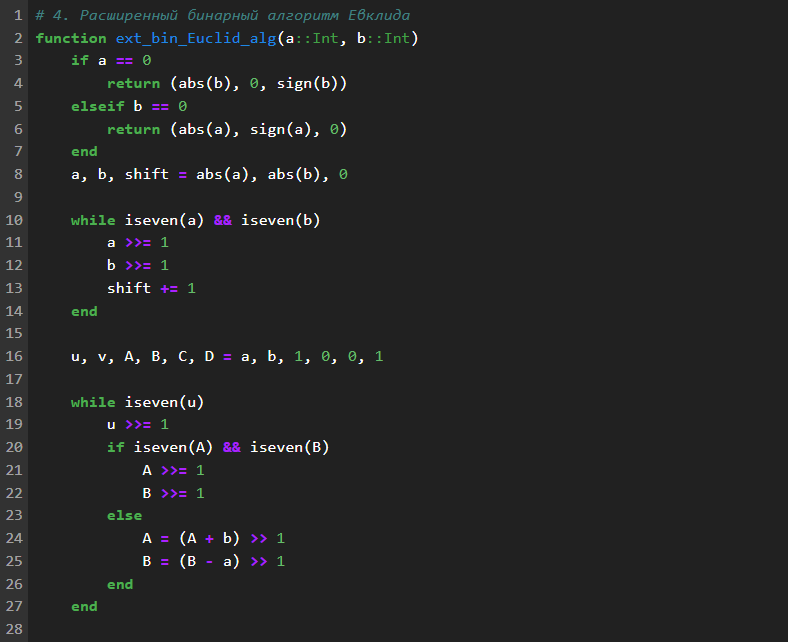 1 # 4. Расширенный бинарный алгоритм Евклида
2 function ext_bin_Euclid_alg(a::Int, b::Int)
3     if a == 0
4         return (abs(b), 0, sign(b))
5     elseif b == 0
6         return (abs(a), sign(a), 0)
7     end
8     a, b, shift = abs(a), abs(b), 0
9
10     while iseven(a) && iseven(b)
11         a >>= 1
12         b >>= 1
13         shift += 1
14     end
15
16     u, v, A, B, C, D = a, b, 1, 0, 0, 1
17
18     while iseven(u)
19         u >>= 1
20         if iseven(A) && iseven(B)
21             A >>= 1
22             B >>= 1
23         else
24             A = (A + b) >> 1
25             B = (B - a) >> 1
26         end
27     end
28